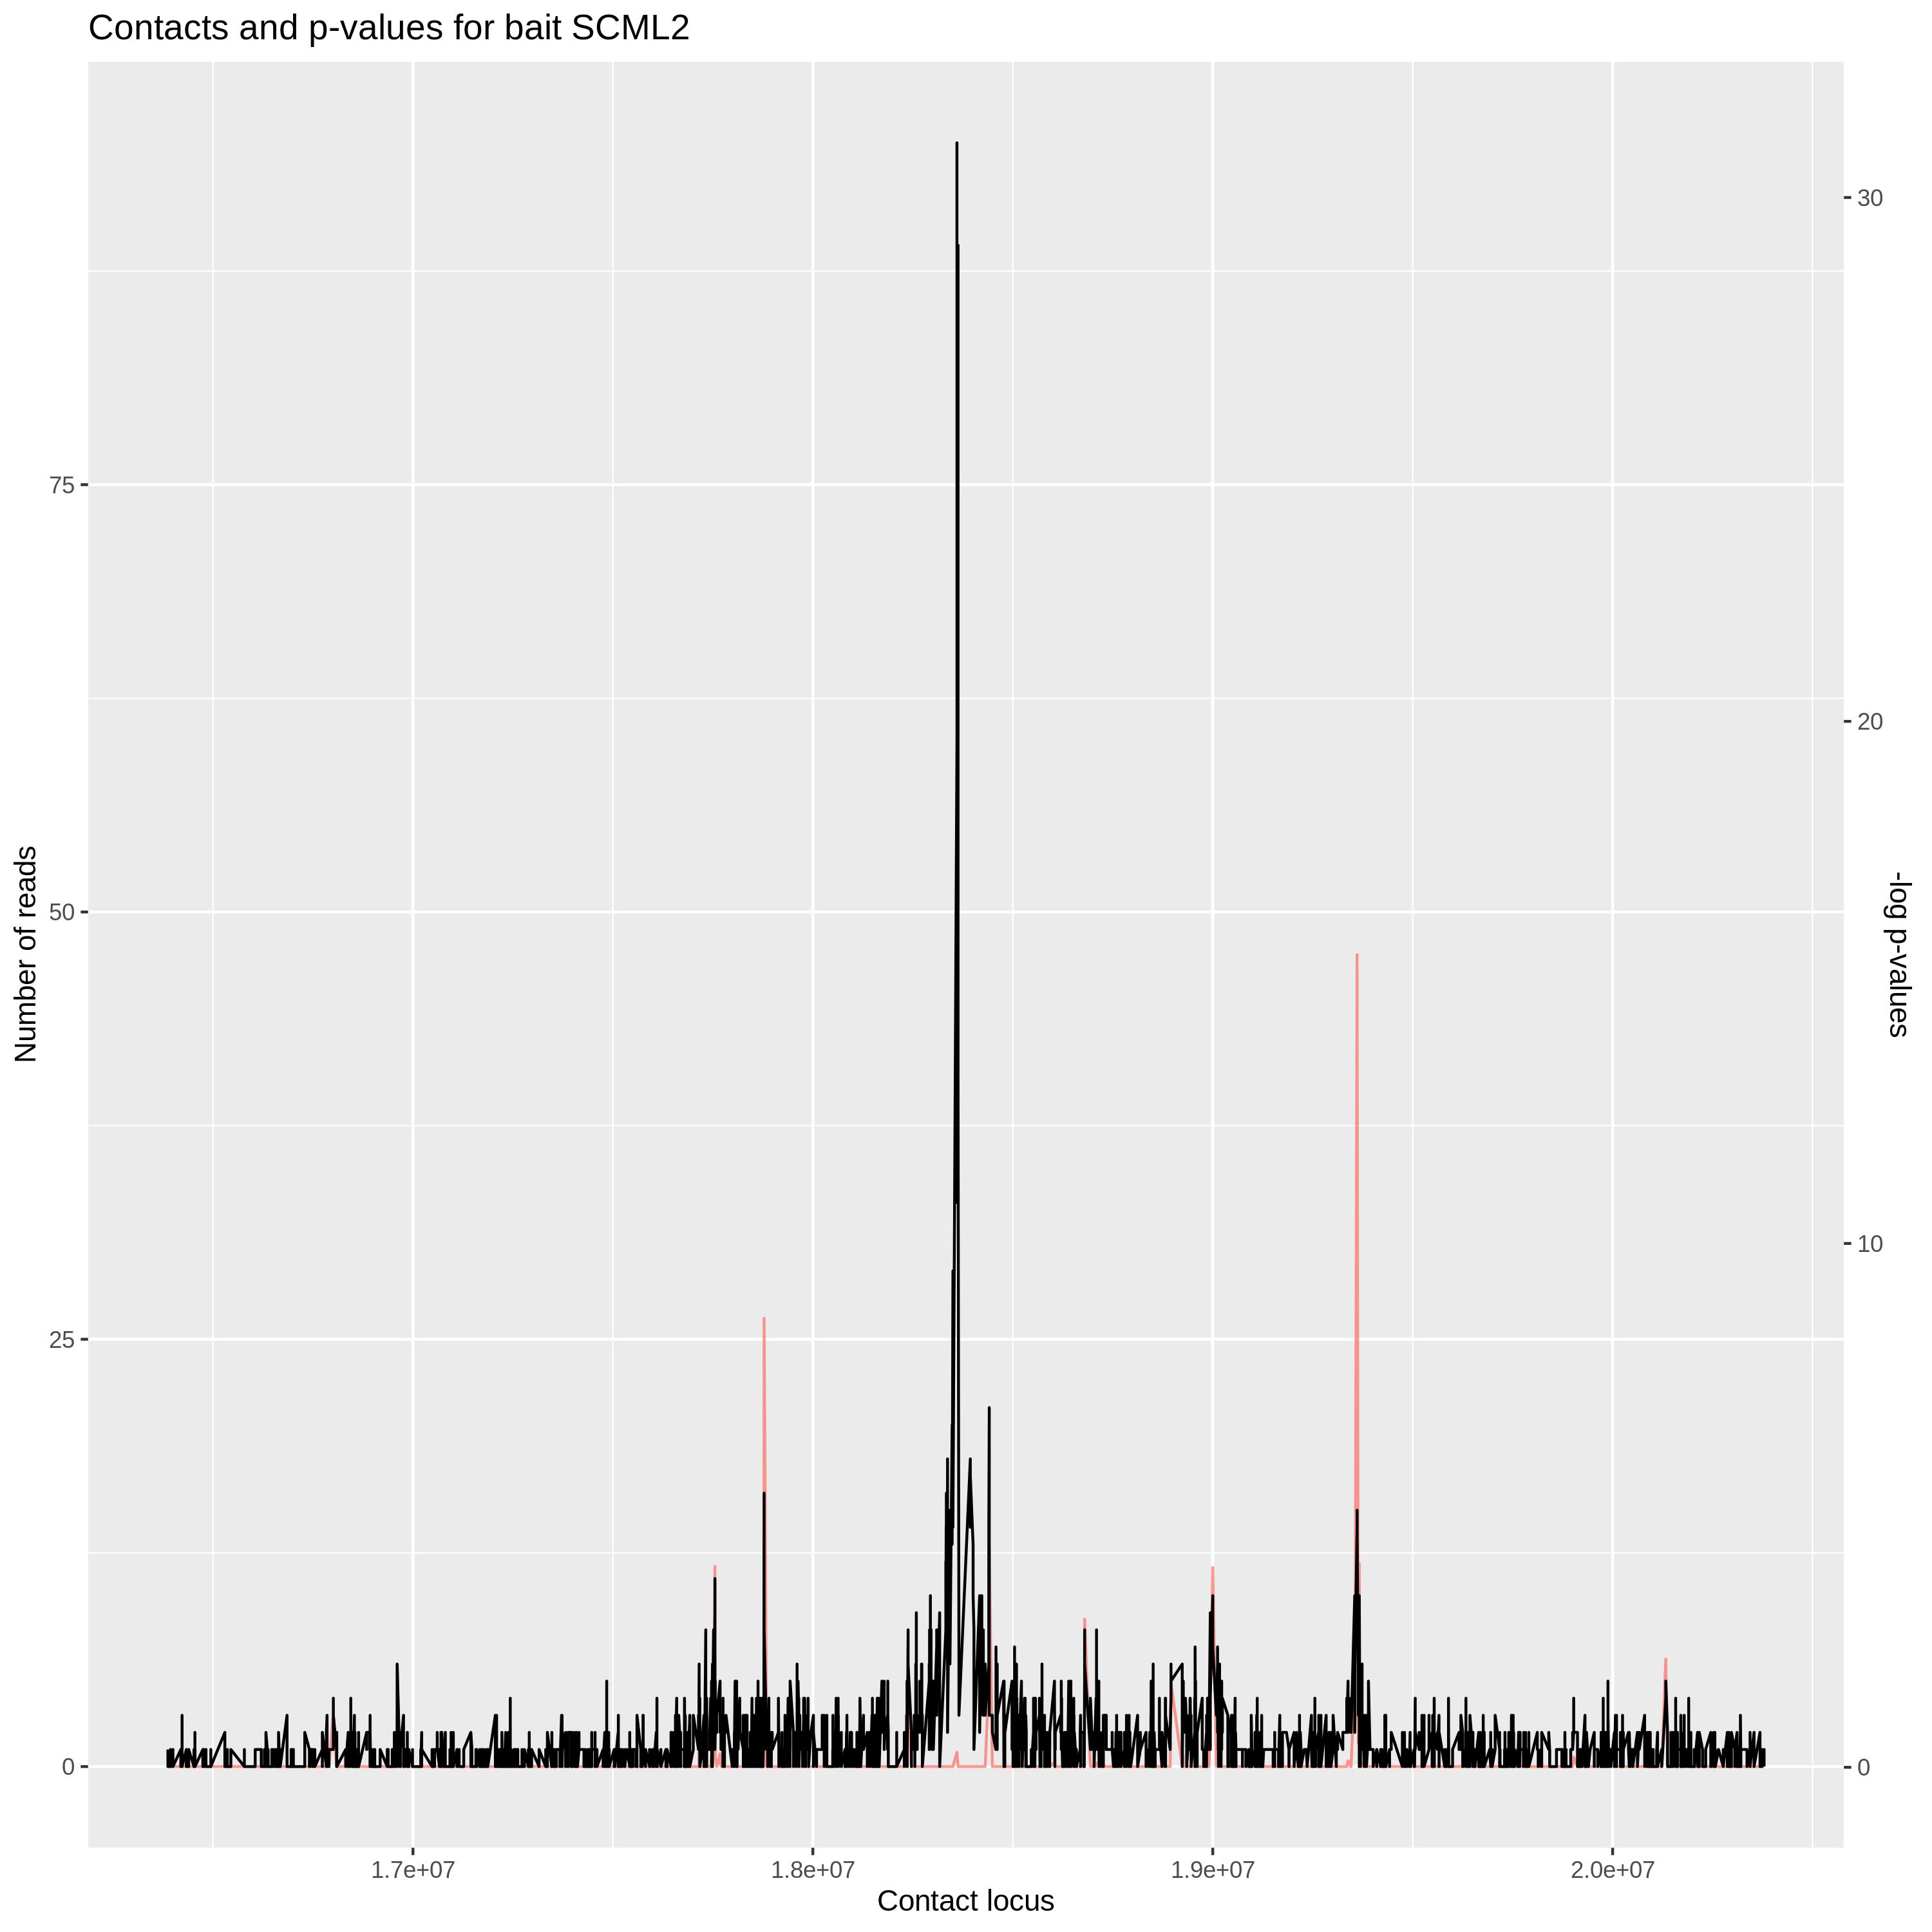 Contacts and p-values for bait SCML2
30
75
20
Number of reads
50
-log p-values
10
25
0
0
1.7e+07
1.8e+07
1.9e+07
2.0e+07
Contact locus